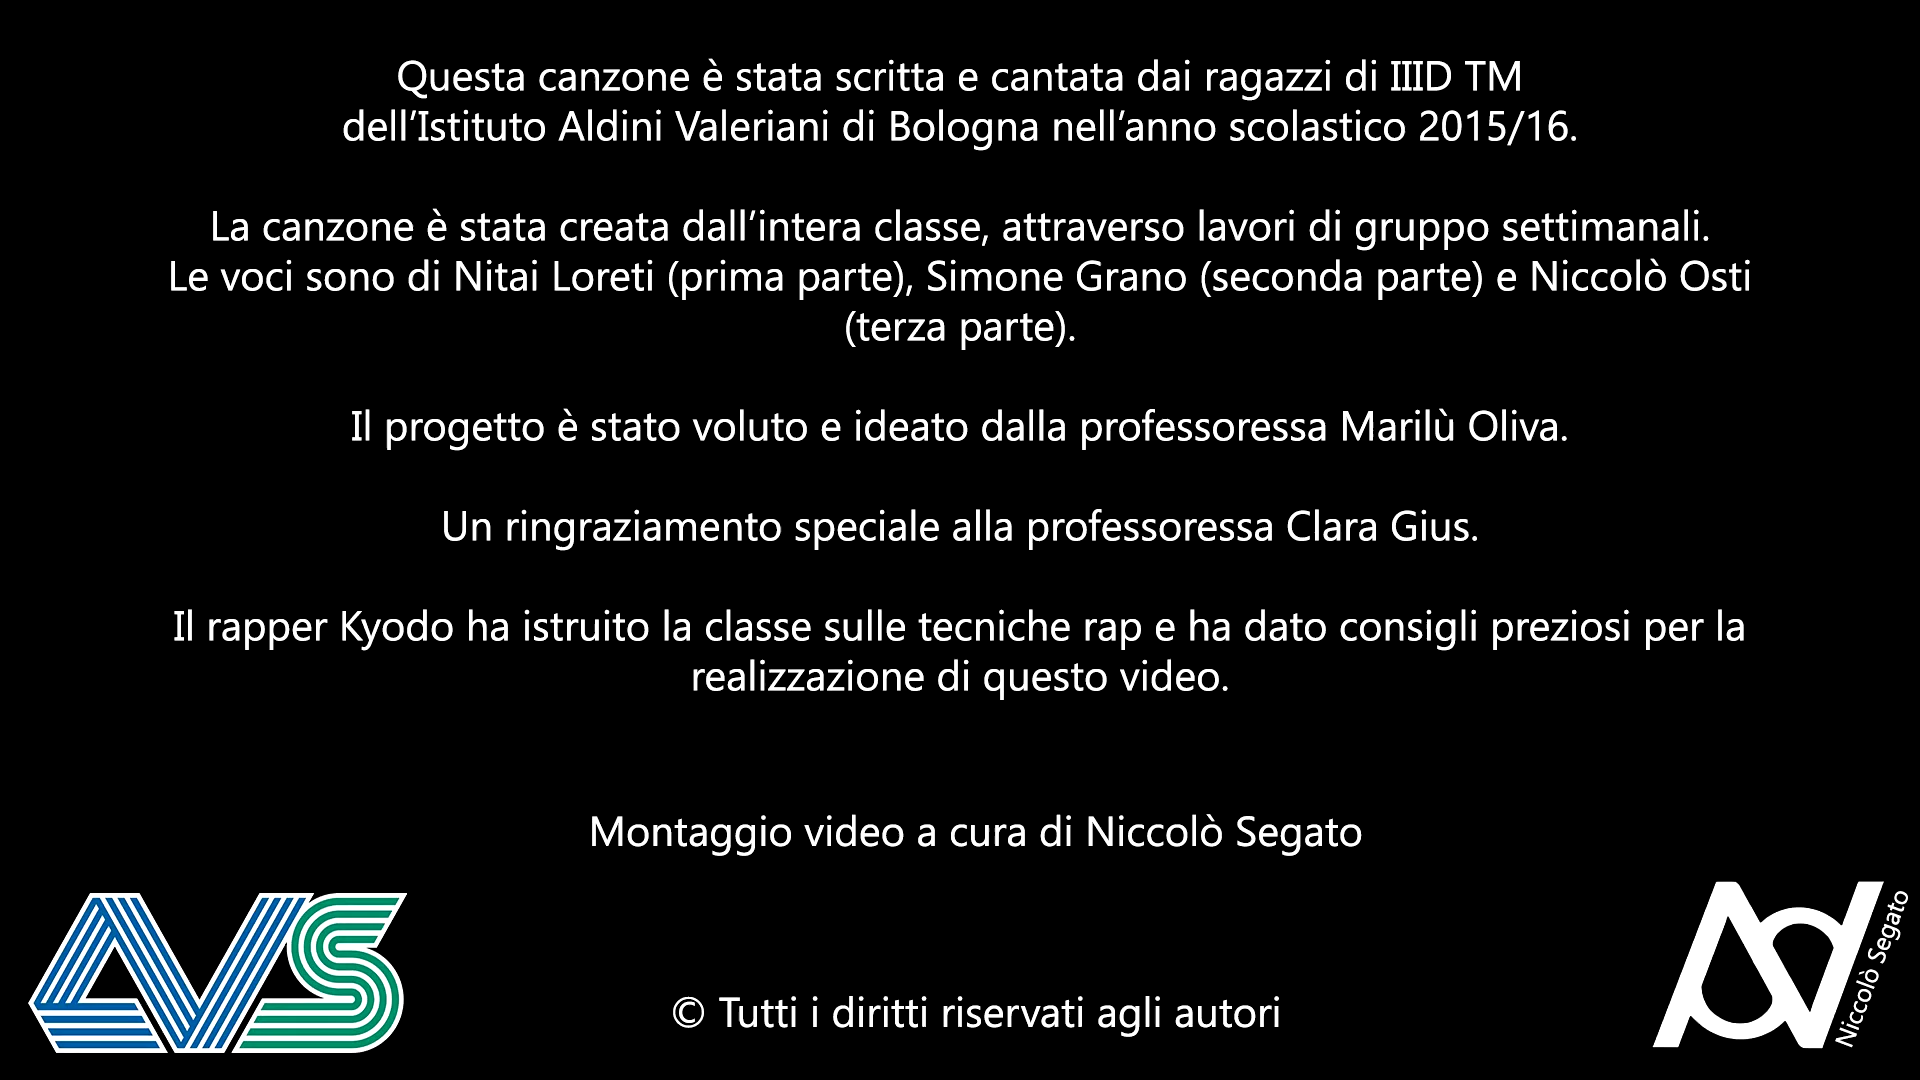 Questa canzone è stata scritta e cantata dai ragazzi di IIID TM
dell’Istituto Aldini Valeriani di Bologna nell’anno scolastico 2015/16.
La canzone è stata creata dall’intera classe, attraverso lavori di gruppo settimanali.
Le voci sono di Nitai Loreti (prima parte), Simone Grano (seconda parte) e Niccolò Osti
(terza parte).
Il progetto è stato voluto e ideato dalla professoressa Marilù Oliva.
Un ringraziamento speciale alla professoressa Clara Gius.
Il rapper Kyodo ha istruito la classe sulle tecniche rap e ha dato consigli preziosi per la
realizzazione di questo video.
Montaggio video a cura di Niccolò Segato
AVS
Niccolò Segato
© Tutti i diritti riservati agli autori